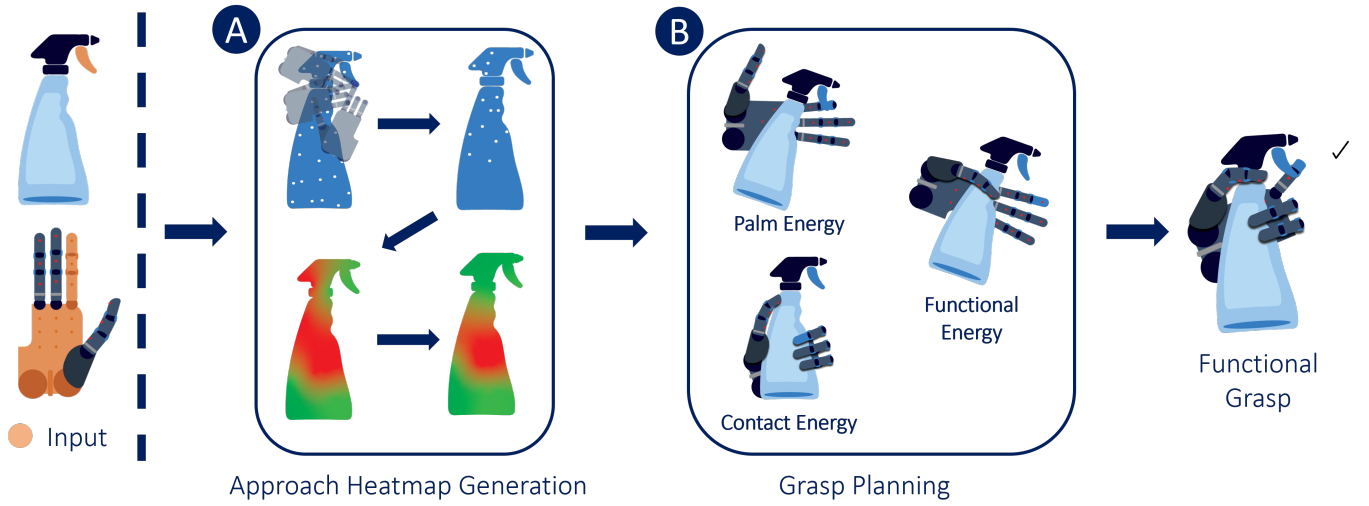 A
B
Palm Energy
Functional
Energy
Contact Energy
Functional
Grasp
Input
Approach Heatmap Generation
Grasp Planning